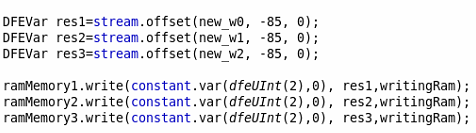 DFEVar res1=stream.offset(new_w0, -85, 0);
DFEVar res2=stream.offset(new_w1, -85, 0);
DFEVar res3=stream.offset(new_w2, -85, 0);
ramMemory1.write(constant.var(dfeUInt(2),0), res1,writingRam);
ramMemory2.write(constant.var(dfeUInt(2),0), res2,writingRam);
ramMemory3.write(constant.var(dfeUInt(2),0), res3,writingRam);